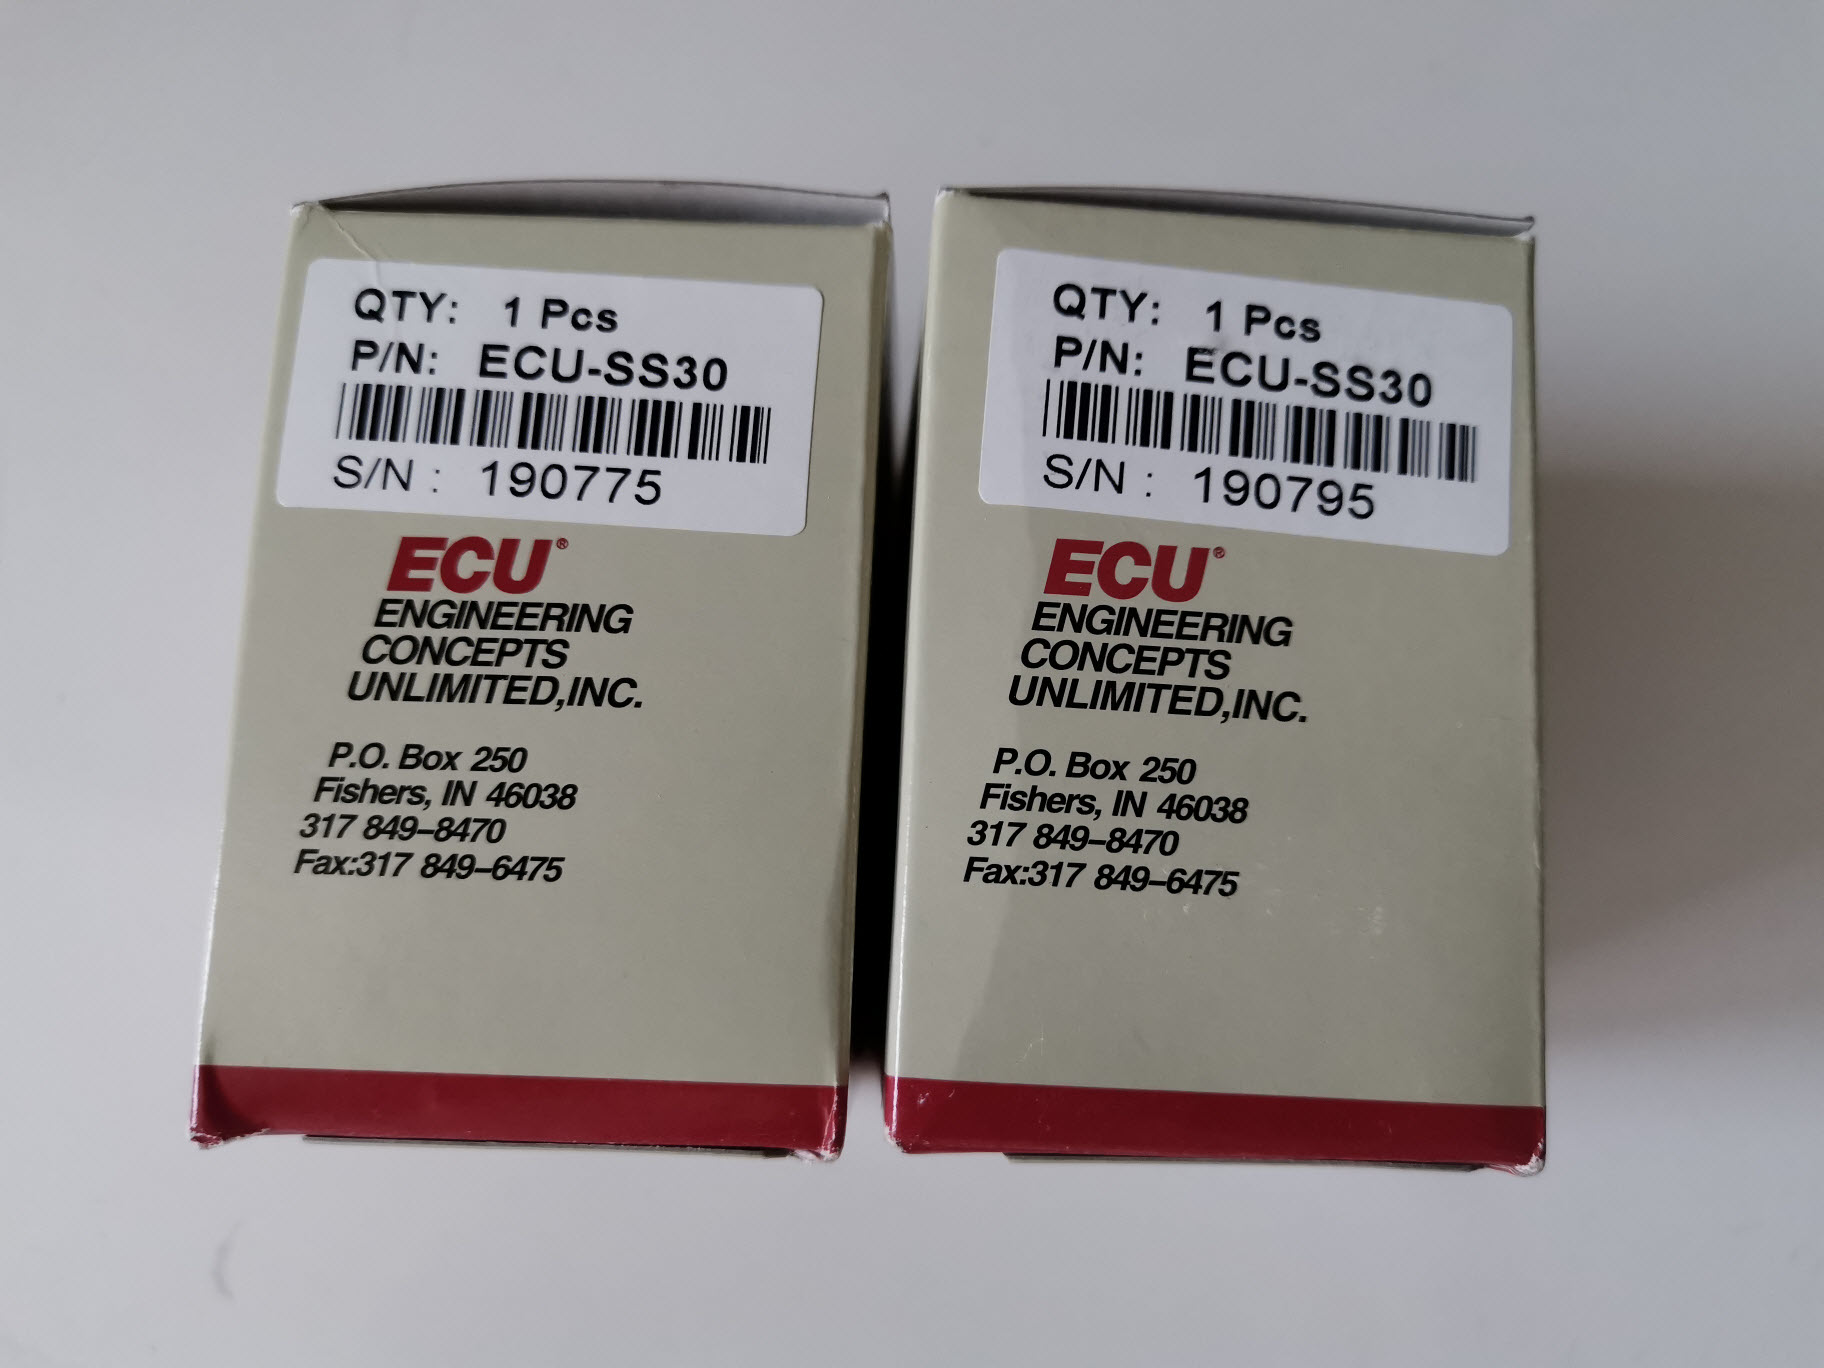 QTY: 1 Pcs
P/N: ECU-SS30
S/N : 190775
ECU®
ENGINEERING
CONCEPTS
UNLIMITED,INC.
P.O. Box 250
Fishers, IN 46038
317 849–8470
Fax:317 849–6475
QTY: 1 Pcs
P/N: ECU-SS30
S/N : 190795
ECU®
ENGINEERING
CONCEPTS
UNLIMITED,INC.
P.O. Box 250
Fishers, IN 46038
317 849–8470
Fax:317 849–6475